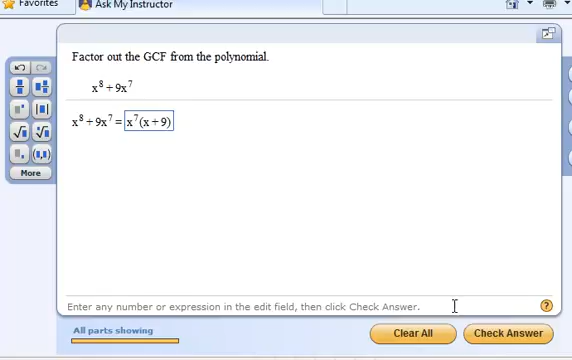 Favorites Ask My Instructor
Factor out the GCF from the polynomial.
x⁸ + 9x⁷
x⁸ + 9x⁷ = x⁷(x + 9)
More
Enter any number or expression in the edit field, then click Check Answer.
?
All parts showing
Clear All Check Answer